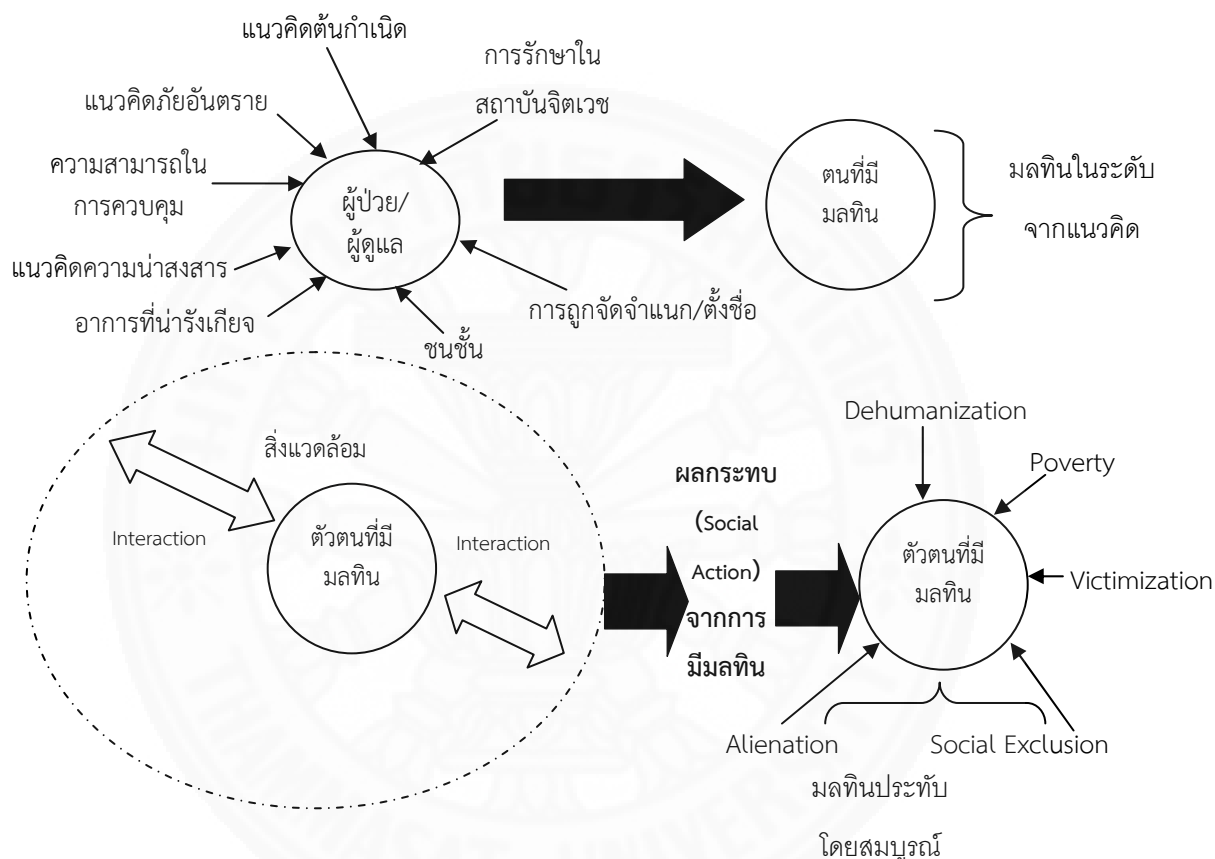 แนวคิดต้นกำเนิด
การรักษาใน
สถาบันจิตเวช
แนวคิดภัยอันตราย
ความสามารถใน
การควบคุม
แนวคิดความน่าสงสาร
อาการที่น่ารังเกียจ
ชนชั้น
การถูกจัดจำแนก/ตั้งชื่อ
ผู้ป่วย/
ผู้ดูแล
ตนที่มี
มลทิน
มลทินในระดับ
จากแนวคิด
สิ่งแวดล้อม
Interaction
ตัวตนที่มี
มลทิน
Interaction
ผลกระทบ
(Social
Action)
จากการ
มีมลทิน
Dehumanization
Poverty
ตัวตนที่มี
มลทิน
Victimization
Alienation
Social Exclusion
มลทินประทับ
โดยสมบูรณ์
THAMMASAT UNIVERSITY